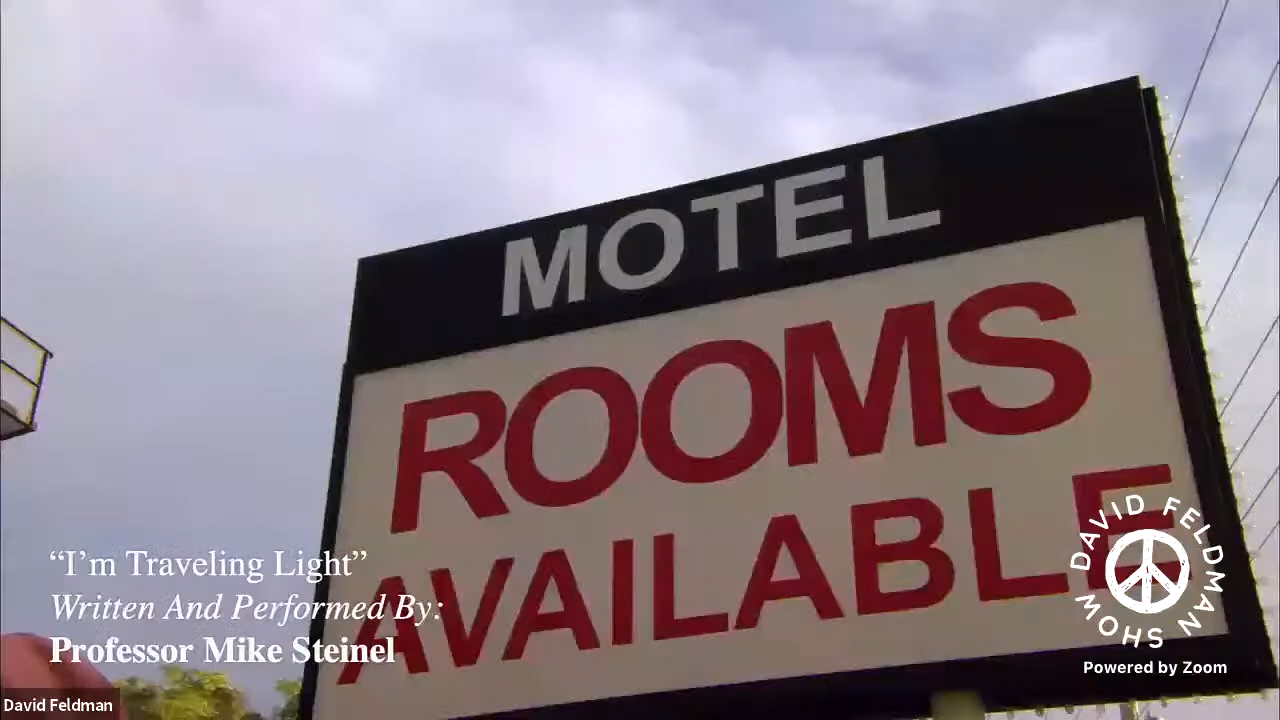 MOTEL
ROOMS
AVAILABLE
“I’m Traveling Light”
Written And Performed By:
Professor Mike Steinel
David Feldman
DAVID FELDMAN SHOW
Powered by Zoom